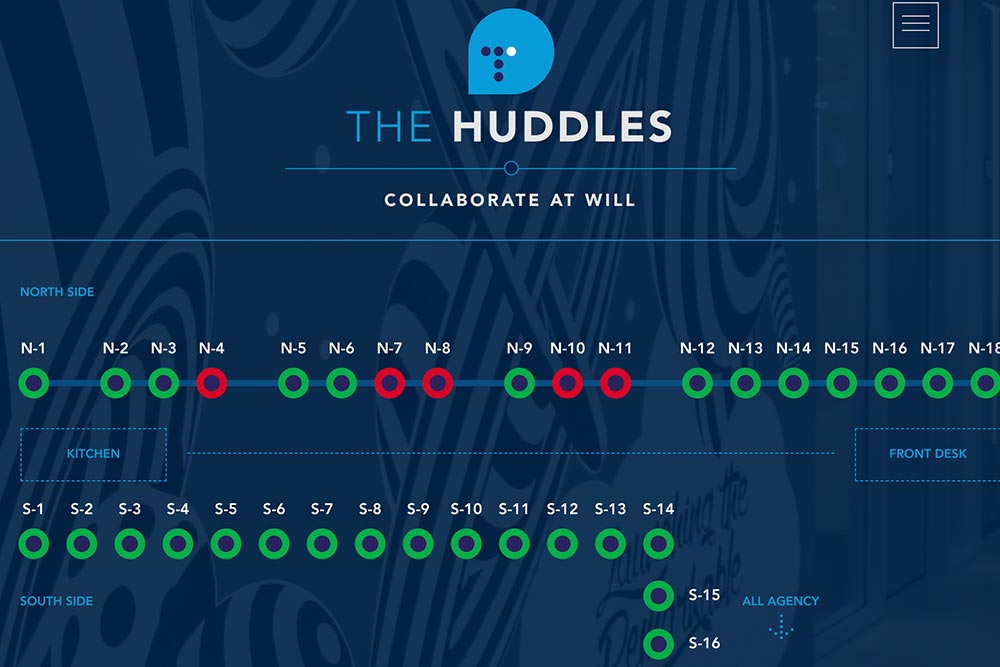 THE HUDDLES
COLLABORATE AT WILL
NORTH SIDE
N-1 N-2 N-3 N-4 N-5 N-6 N-7 N-8 N-9 N-10 N-11 N-12 N-13 N-14 N-15 N-16 N-17 N-18
KITCHEN FRONT DESK
S-1 S-2 S-3 S-4 S-5 S-6 S-7 S-8 S-9 S-10 S-11 S-12 S-13 S-14
the
S-15
SOUTH SIDE ALL AGENCY
S-16